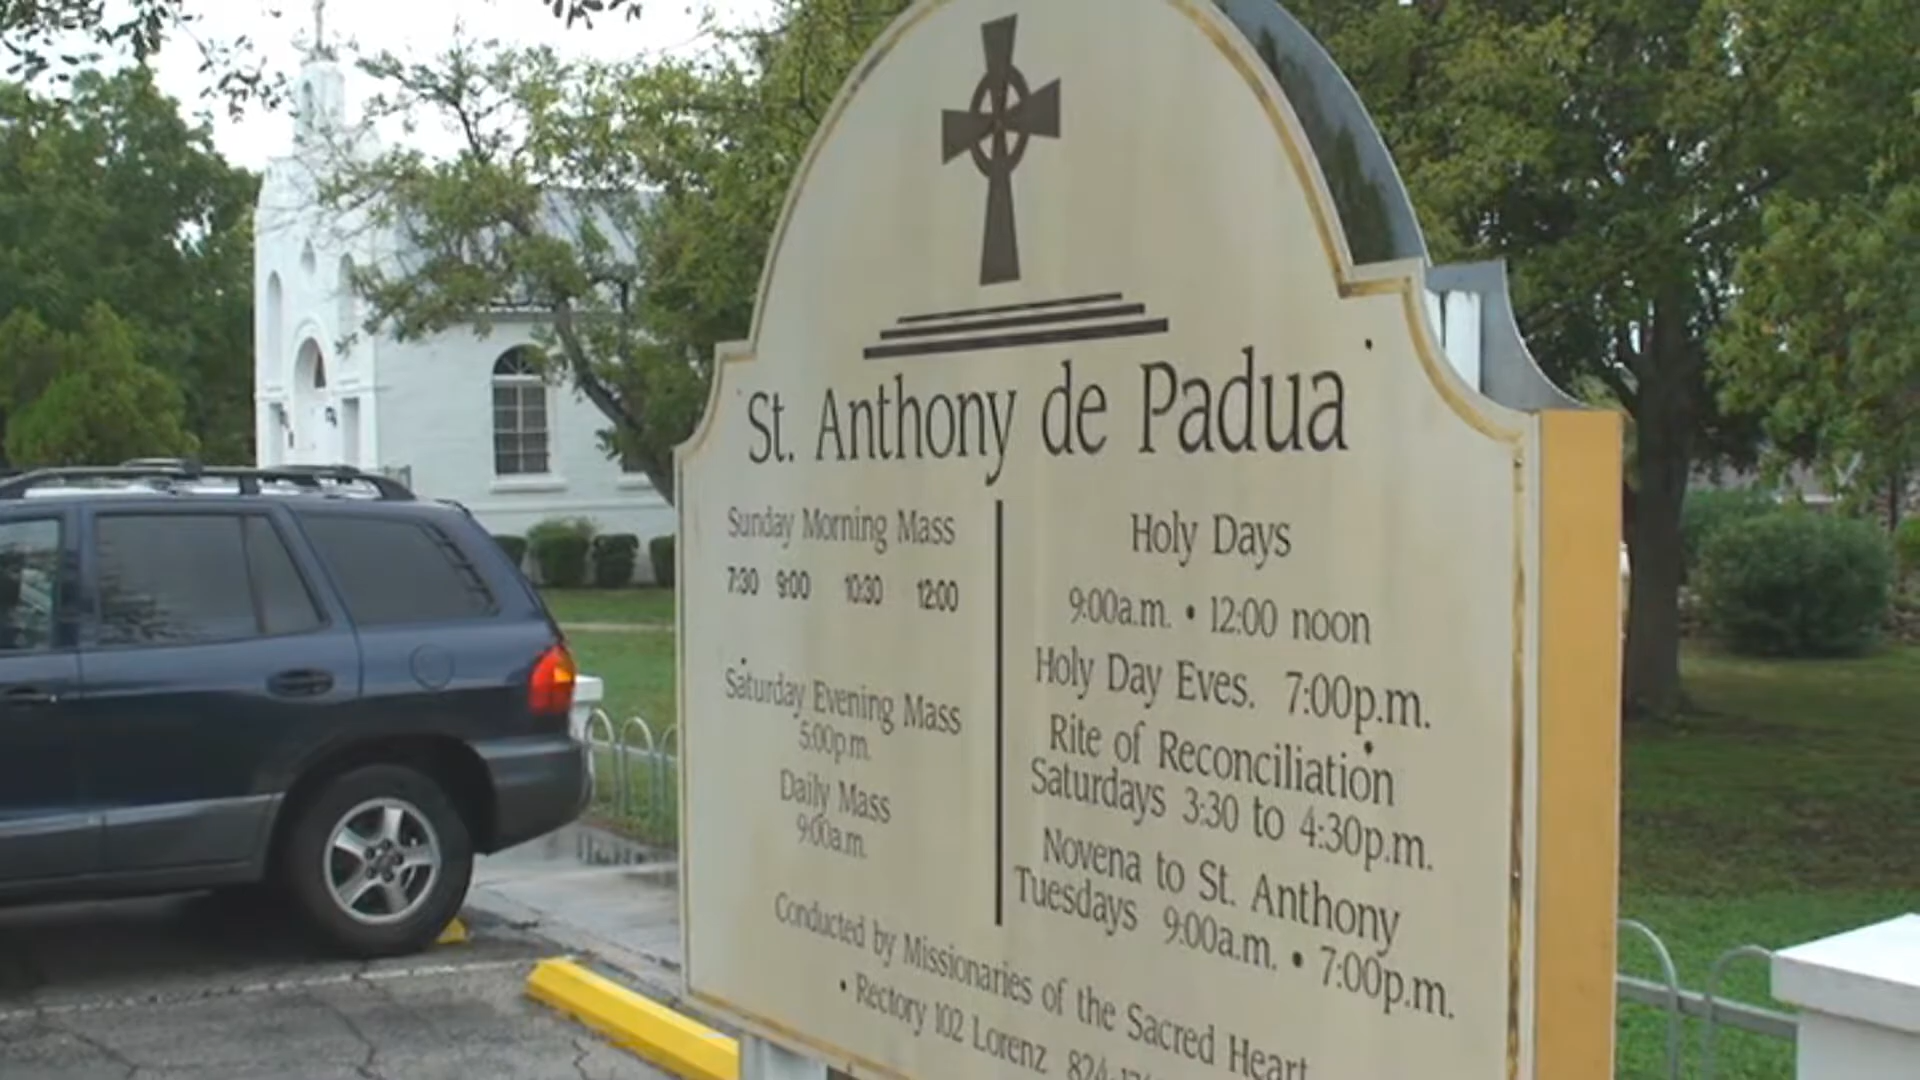 St. Anthony de Padua
Sunday Morning Mass
7:30 9:00 10:30 12:00
Saturday Evening Mass
5:00p.m.
Daily Mass
9:00a.m.
Holy Days
9:00a.m. • 12:00 noon
Holy Day Eves. 7:00p.m.
Rite of Reconciliation
Saturdays 3:30 to 4:30p.m.
Novena to St. Anthony
Tuesdays 9:00a.m. • 7:00p.m.
Conducted by Missionaries of the Sacred Heart
• Rectory 102 Lorenz